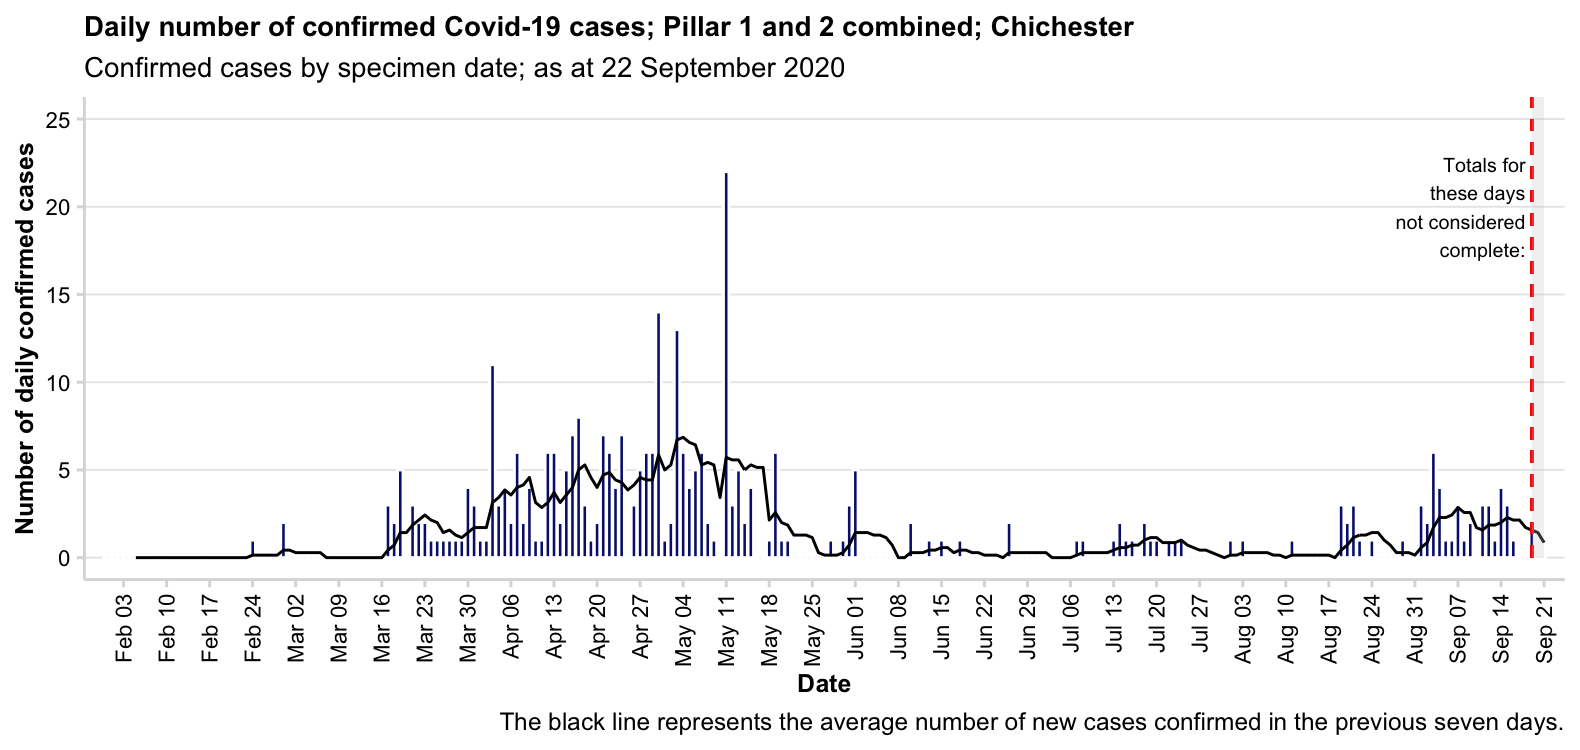 Daily number of confirmed Covid-19 cases; Pillar 1 and 2 combined; Chichester
Confirmed cases by specimen date; as at 22 September 2020
Number of daily confirmed cases
25
20
15
10
5
0
Totals for
these days
not considered
complete:
Feb 03
Feb 10
Feb 17
Feb 24
Mar 02
Mar 09
Mar 16
Mar 23
Mar 30
Apr 06
Apr 13
Apr 20
Apr 27
May 04
May 11
May 18
May 25
Jun 01
Jun 08
Jun 15
Jun 22
Jun 29
Jul 06
Jul 13
Jul 20
Jul 27
Aug 03
Aug 10
Aug 17
Aug 24
Aug 31
Sep 07
Sep 14
Sep 21
Date
The black line represents the average number of new cases confirmed in the previous seven days.